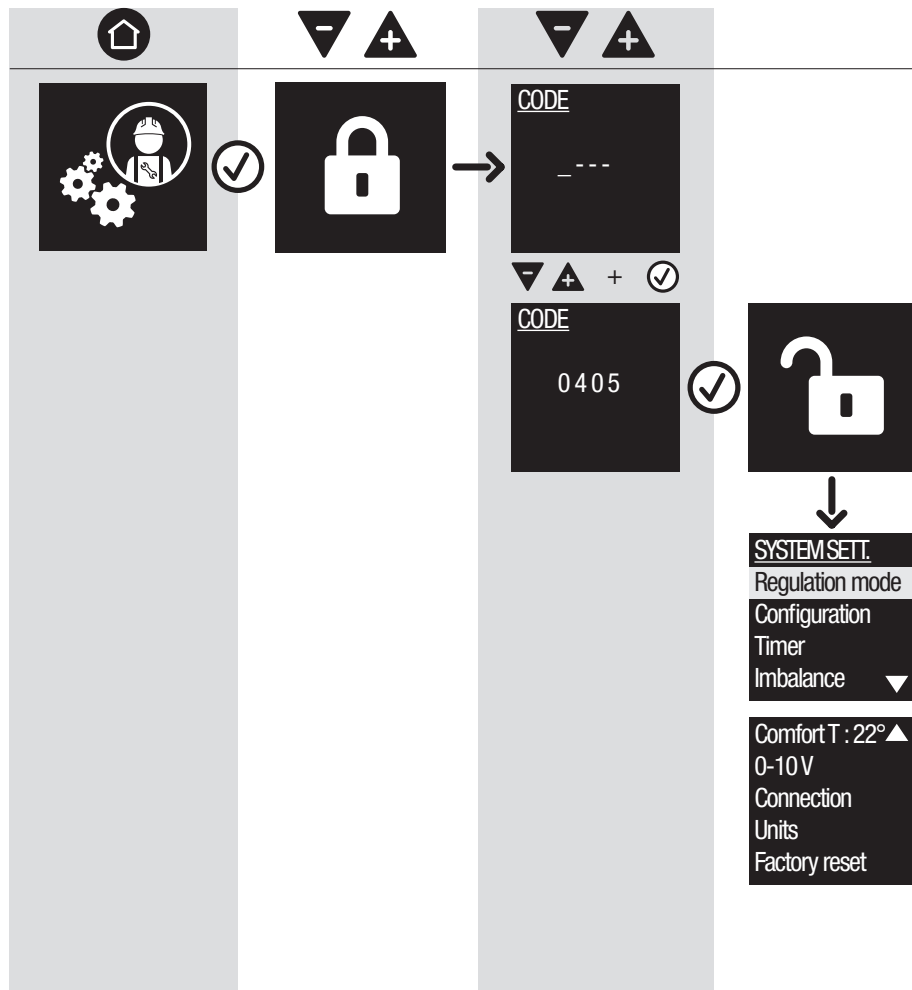 CODE
_---
+
CODE
0405
SYSTEM SETT.
Regulation mode
Configuration
Timer
Imbalance
Comfort T : 22°
0-10 V
Connection
Units
Factory reset